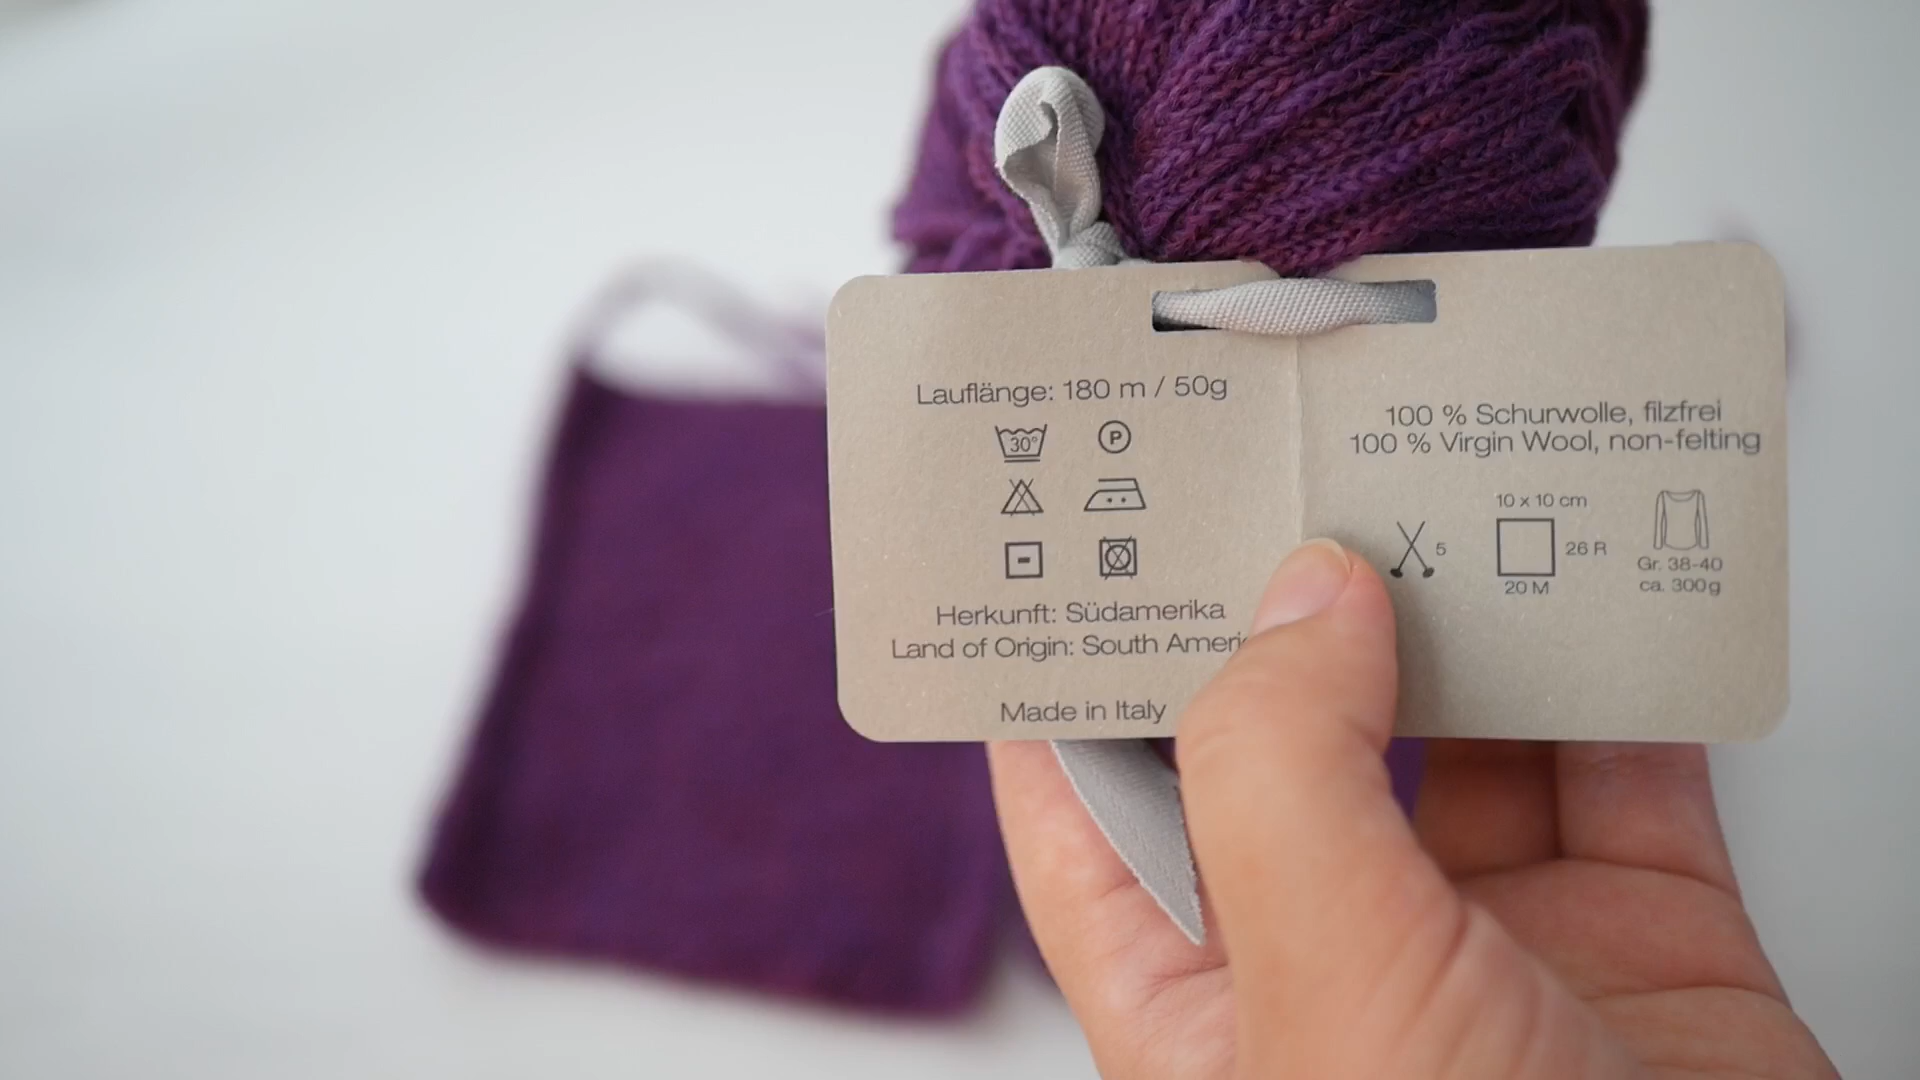 Lauflänge: 180 m / 50g
30°
P
Herkunft: Südamerika
Land of Origin: South
Made in Italy
100 % Schurwolle, filzfrei
100 % Virgin Wool, non-felting
5
10 x 10 cm
26 R
20 M
Gr. 38-40
ca. 300g